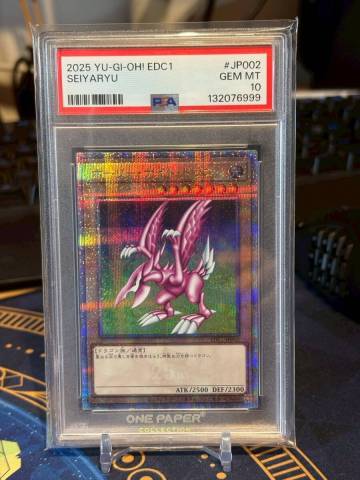 2025 YU-GI-OH! EDC1 #JP002
SEIYARYU GEM MT
10
PSA 132076999
【ドラゴン族/通常】
ATK/2500 DEF/2300
ONE PAPER
COLLECTION